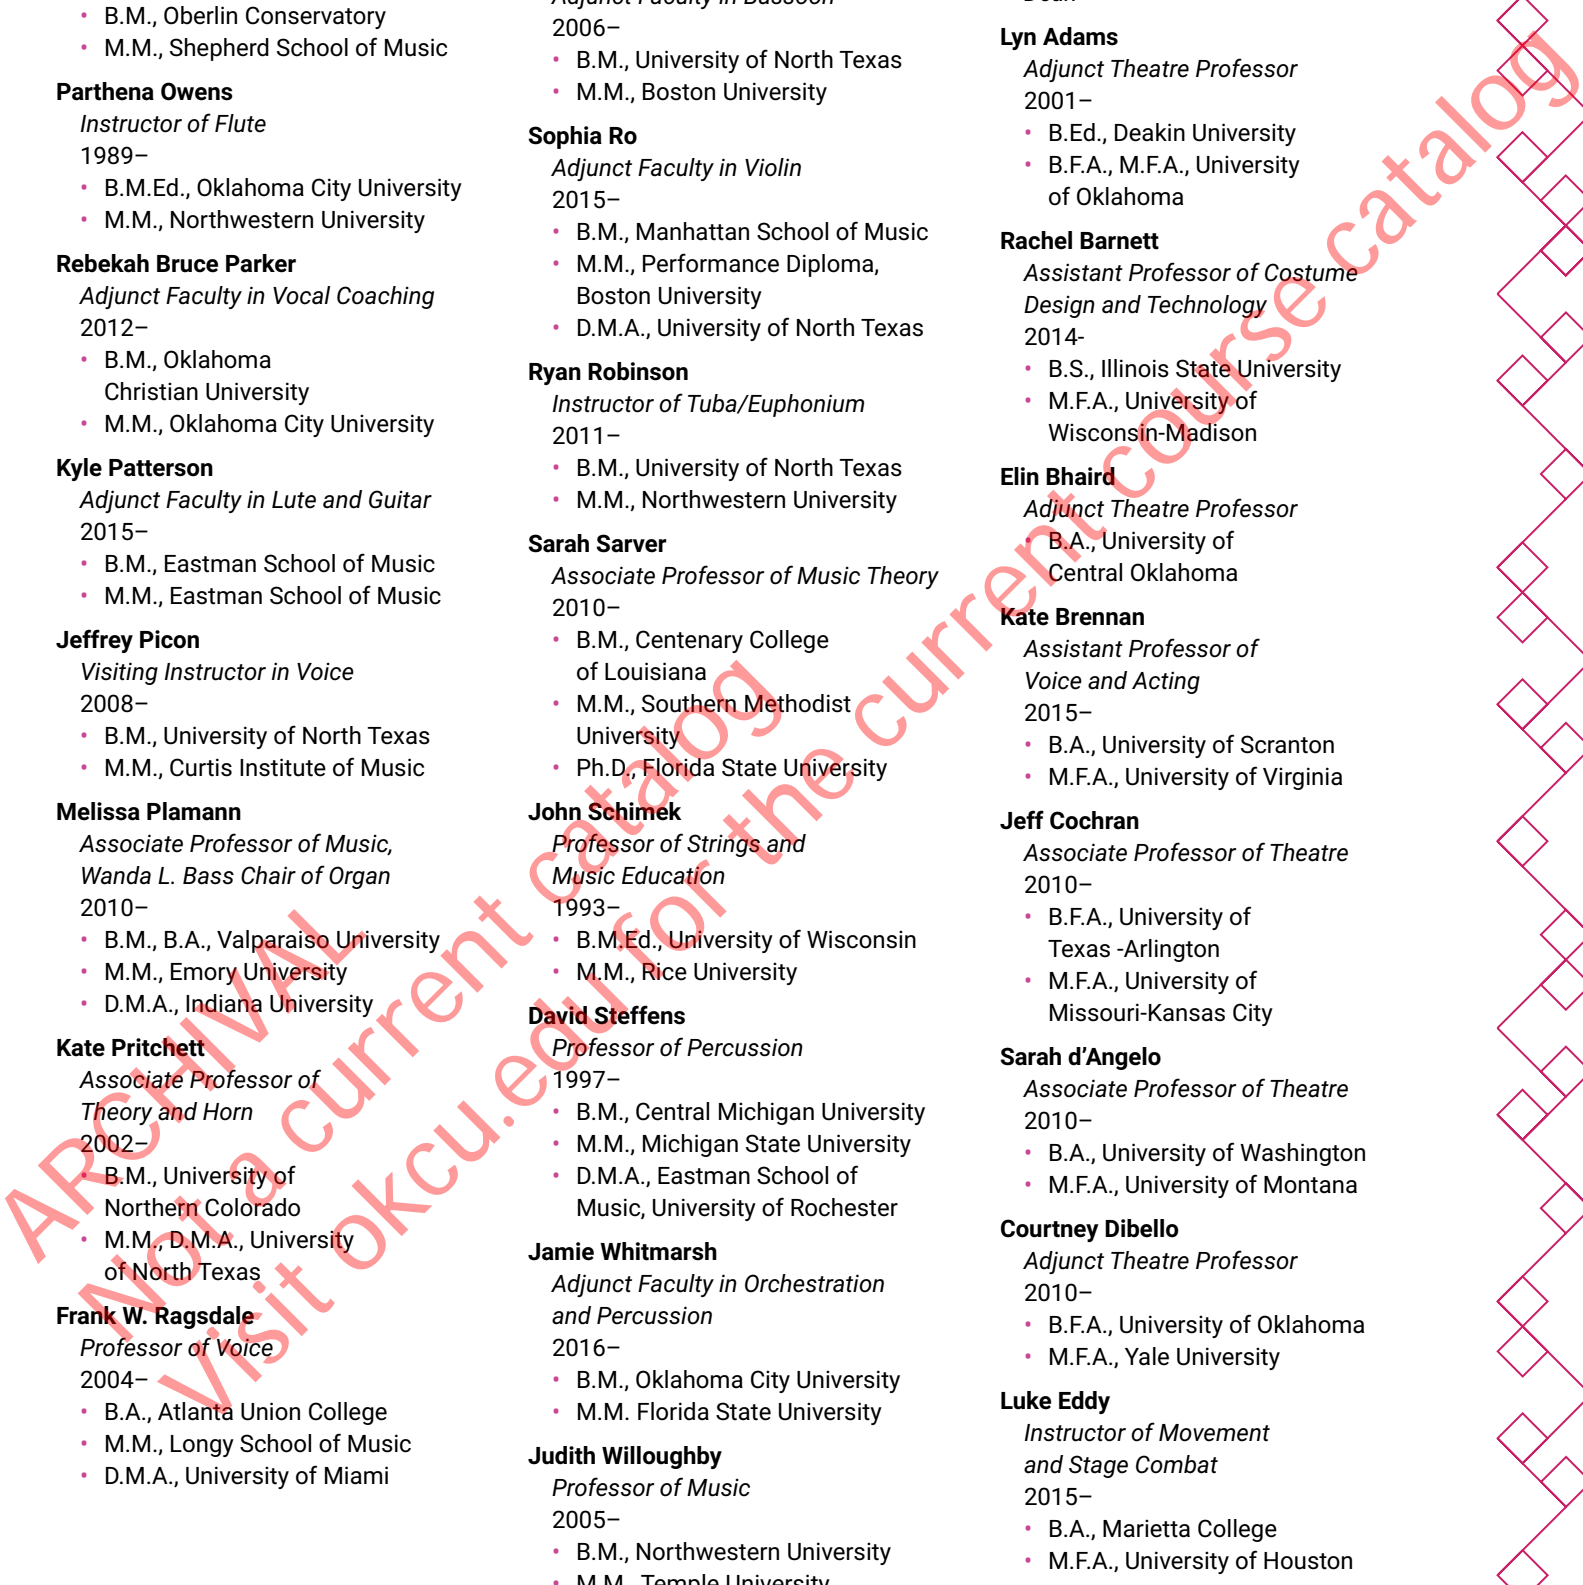 B.M., Oberlin Conservatory
M.M., Shepherd School of Music
Parthena Owens
Instructor of Flute
1989–
B.M.Ed., Oklahoma City University
M.M., Northwestern University
Rebekah Bruce Parker
Adjunct Faculty in Vocal Coaching
2012–
B.M., Oklahoma
Christian University
M.M., Oklahoma City University
Kyle Patterson
Adjunct Faculty in Lute and Guitar
2015–
B.M., Eastman School of Music
M.M., Eastman School of Music
Jeffrey Picon
Visiting Instructor in Voice
2008–
B.M., University of North Texas
M.M., Curtis Institute of Music
Melissa Plamann
Associate Professor of Music,
Wanda L. Bass Chair of Organ
2010–
B.M., B.A., Valparaiso University
M.M., Emory University
D.M.A., Indiana University
Kate Pritchett
Associate Professor of
Theory and Horn
2002–
B.M., University of
Northern Colorado
M.M., D.M.A., University
of North Texas
Frank W. Ragsdale
Professor of Voice
2004–
B.A., Atlanta Union College
M.M., Longy School of Music
D.M.A., University of Miami
Adjunct Faculty in Bassoon
2006–
B.M., University of North Texas
M.M., Boston University
Sophia Ro
Adjunct Faculty in Violin
2015–
B.M., Manhattan School of Music
M.M., Performance Diploma,
Boston University
D.M.A., University of North Texas
Ryan Robinson
Instructor of Tuba/Euphonium
2011–
B.M., University of North Texas
M.M., Northwestern University
Sarah Sarver
Associate Professor of Music Theory
2010–
B.M., Centenary College
of Louisiana
M.M., Southern Methodist
University
Ph.D., Florida State University
John Schimek
Professor of Strings and
Music Education
1993–
B.M.Ed., University of Wisconsin
M.M., Rice University
David Steffens
Professor of Percussion
1997–
B.M., Central Michigan University
M.M., Michigan State University
D.M.A., Eastman School of
Music, University of Rochester
Jamie Whitmarsh
Adjunct Faculty in Orchestration
and Percussion
2016–
B.M., Oklahoma City University
M.M. Florida State University
Judith Willoughby
Professor of Music
2005–
B.M., Northwestern University
M.M., Temple University
Lyn Adams
Adjunct Theatre Professor
2001–
B.Ed., Deakin University
B.F.A., M.F.A., University
of Oklahoma
Rachel Barnett
Assistant Professor of Costume
Design and Technology
2014-
B.S., Illinois State University
M.F.A., University of
Wisconsin-Madison
Elin Bhaird
Adjunct Theatre Professor
B.A., University of
Central Oklahoma
Kate Brennan
Assistant Professor of
Voice and Acting
2015–
B.A., University of Scranton
M.F.A., University of Virginia
Jeff Cochran
Associate Professor of Theatre
2010–
B.F.A., University of
Texas -Arlington
M.F.A., University of
Missouri-Kansas City
Sarah d’Angelo
Associate Professor of Theatre
2010–
B.A., University of Washington
M.F.A., University of Montana
Courtney Dibello
Adjunct Theatre Professor
2010–
B.F.A., University of Oklahoma
M.F.A., Yale University
Luke Eddy
Instructor of Movement
and Stage Combat
2015–
B.A., Marietta College
M.F.A., University of Houston
ARCHIVAL
Not a current catalog
Visit okcu.edu for the current course catalog